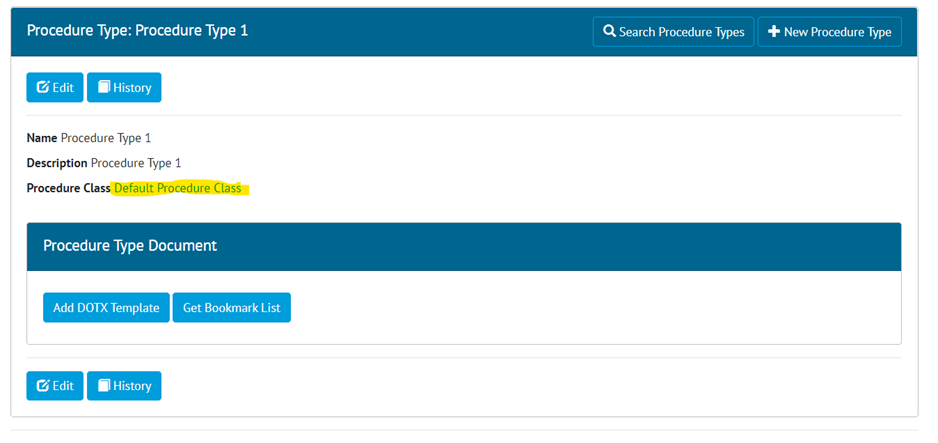 Procedure Type: Procedure Type 1
Search Procedure Types
New Procedure Type
Edit
History
Name Procedure Type 1
Description Procedure Type 1
Procedure Class Default Procedure Class
Procedure Type Document
Add DOTX Template
Get Bookmark List
Edit
History